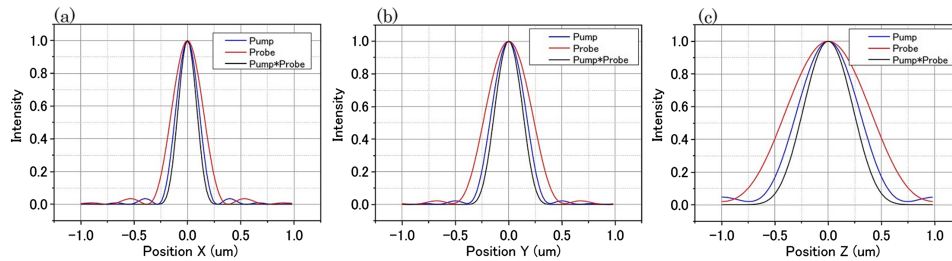 (a)
Pump
Probe
Pump*Probe
1.0
0.8
0.6
0.4
0.2
0.0
Intensity
-1.0
-0.5
0.0
0.5
1.0
Position X (um)
(b)
Pump
Probe
Pump*Probe
1.0
0.8
0.6
0.4
0.2
0.0
Intensity
-1.0
-0.5
0.0
0.5
1.0
Position Y (um)
(c)
Pump
Probe
Pump*Probe
1.0
0.8
0.6
0.4
0.2
0.0
Intensity
-1.0
-0.5
0.0
0.5
1.0
Position Z (um)